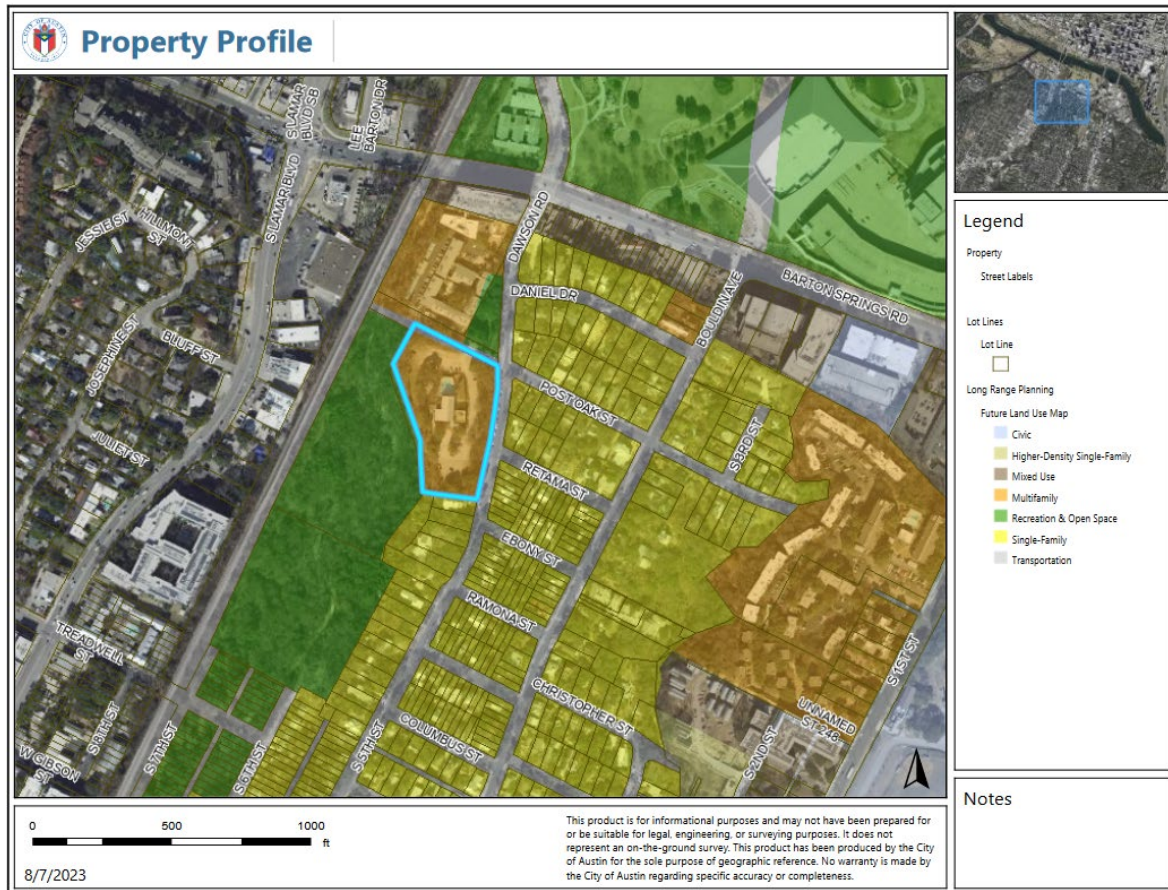 Property Profile
S LAMAR
BLVD SB
LEE
BARTON DR
S LAMAR BLVD
JESSIE ST
HILLMONT
ST
JOSEPHINE ST
BLUFF ST
JULIET ST
DAWSON RD
DANIEL DR
BOULDIN AVE
BARTON SPRINGS RD
POST OAK ST
S 3RD ST
RETAMA ST
EBONY ST
RAMONA ST
CHRISTOPHER ST
COLUMBUS ST
TREADWELL
ST
S 8TH ST
W GIBSON
ST
S 7TH ST
S 6TH ST
S 5TH ST
S 2ND ST
UNNAMED
ST 248
S 1ST ST
Legend
Property
Street Labels
Lot Lines
Lot Line
Long Range Planning
Future Land Use Map
Civic
Higher-Density Single-Family
Mixed Use
Multifamily
Recreation & Open Space
Single-Family
Transportation
Notes
0 500 1000
ft
8/7/2023
This product is for informational purposes and may not have been prepared for
or be suitable for legal, engineering, or surveying purposes. It does not
represent an on-the-ground survey. This product has been produced by the City
of Austin for the sole purpose of geographic reference. No warranty is made by
the City of Austin regarding specific accuracy or completeness.